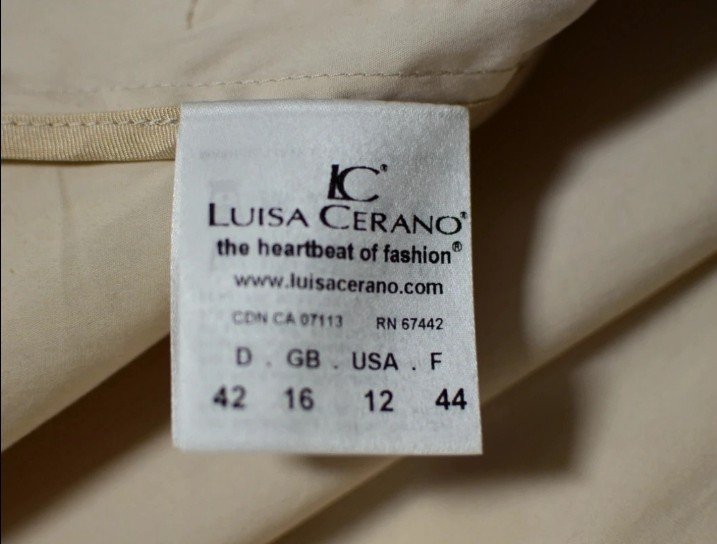 LC®
LUISA CERANO®
the heartbeat of fashion®
www.luisacerano.com
CDN CA 07113 RN 67442
D . GB . USA . F
42 16 12 44